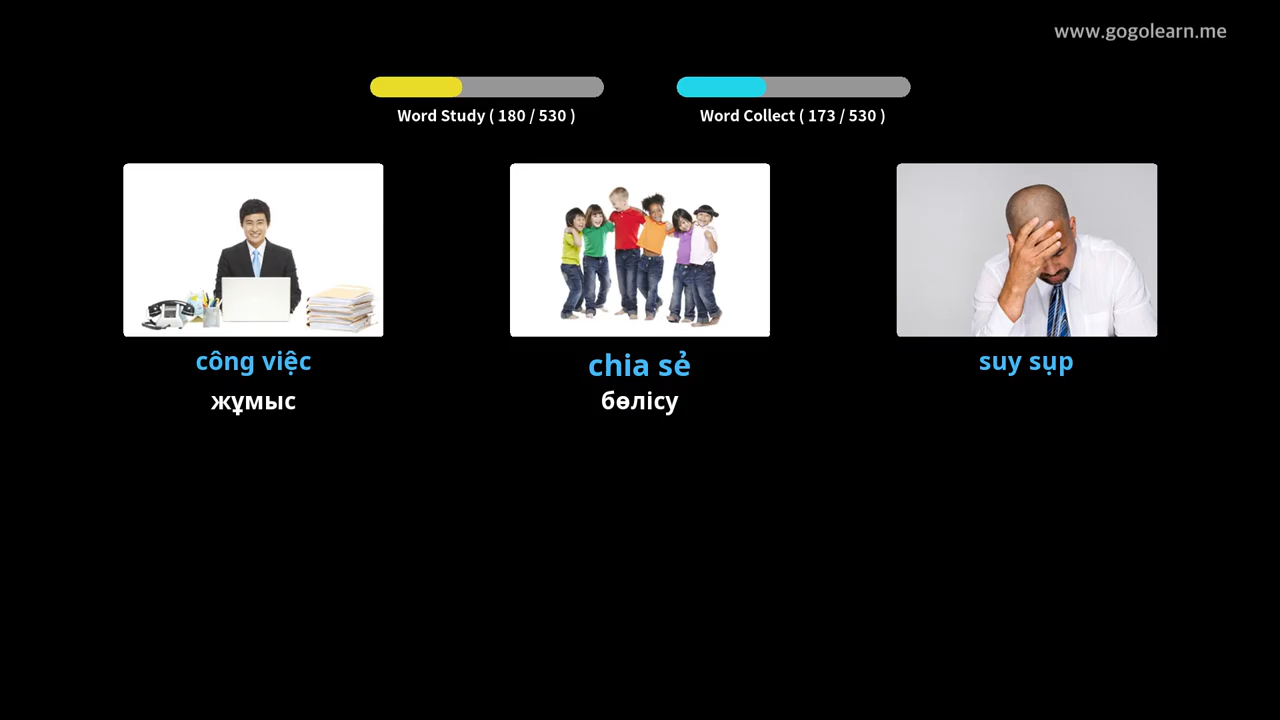 www.gogolearn.me
Word Study ( 180 / 530 )
Word Collect ( 173 / 530 )
công việc
chia sẻ
suy sụp
жұмыс
бөлісу